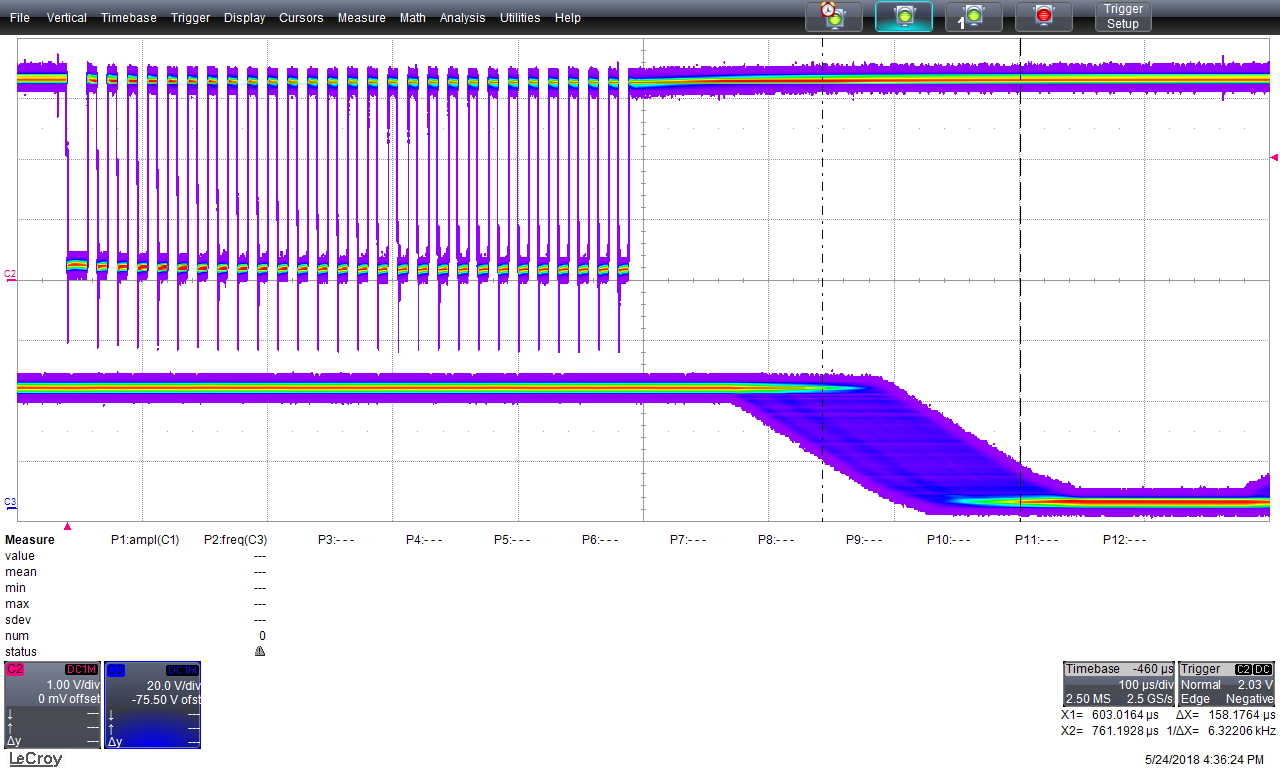 File Vertical Timebase Trigger Display Cursors Measure Math Analysis Utilities Help
1
Trigger
Setup
C2
C3
Measure P1:ampl(C1) P2:freq(C3) P3:- - - P4:- - - P5:- - - P6:- - - P7:- - - P8:- - - P9:- - - P10:- - - P11:- - - P12:- - -
value ---
mean ---
min ---
max ---
sdev ---
num 0
status
C2 DC1M
1.00 V/div
0 mV offset
---
---
Δy ---
C3 DC1M
20.0 V/div
-75.50 V ofst
---
---
Δy ---
Timebase -460 µs
100 µs/div
2.50 MS 2.5 GS/s
Trigger C2 DC
Normal 2.03 V
Edge Negative
X1= 603.0164 µs ΔX= 158.1764 µs
X2= 761.1928 µs 1/ΔX= 6.32206 kHz
LeCroy
5/24/2018 4:36:24 PM